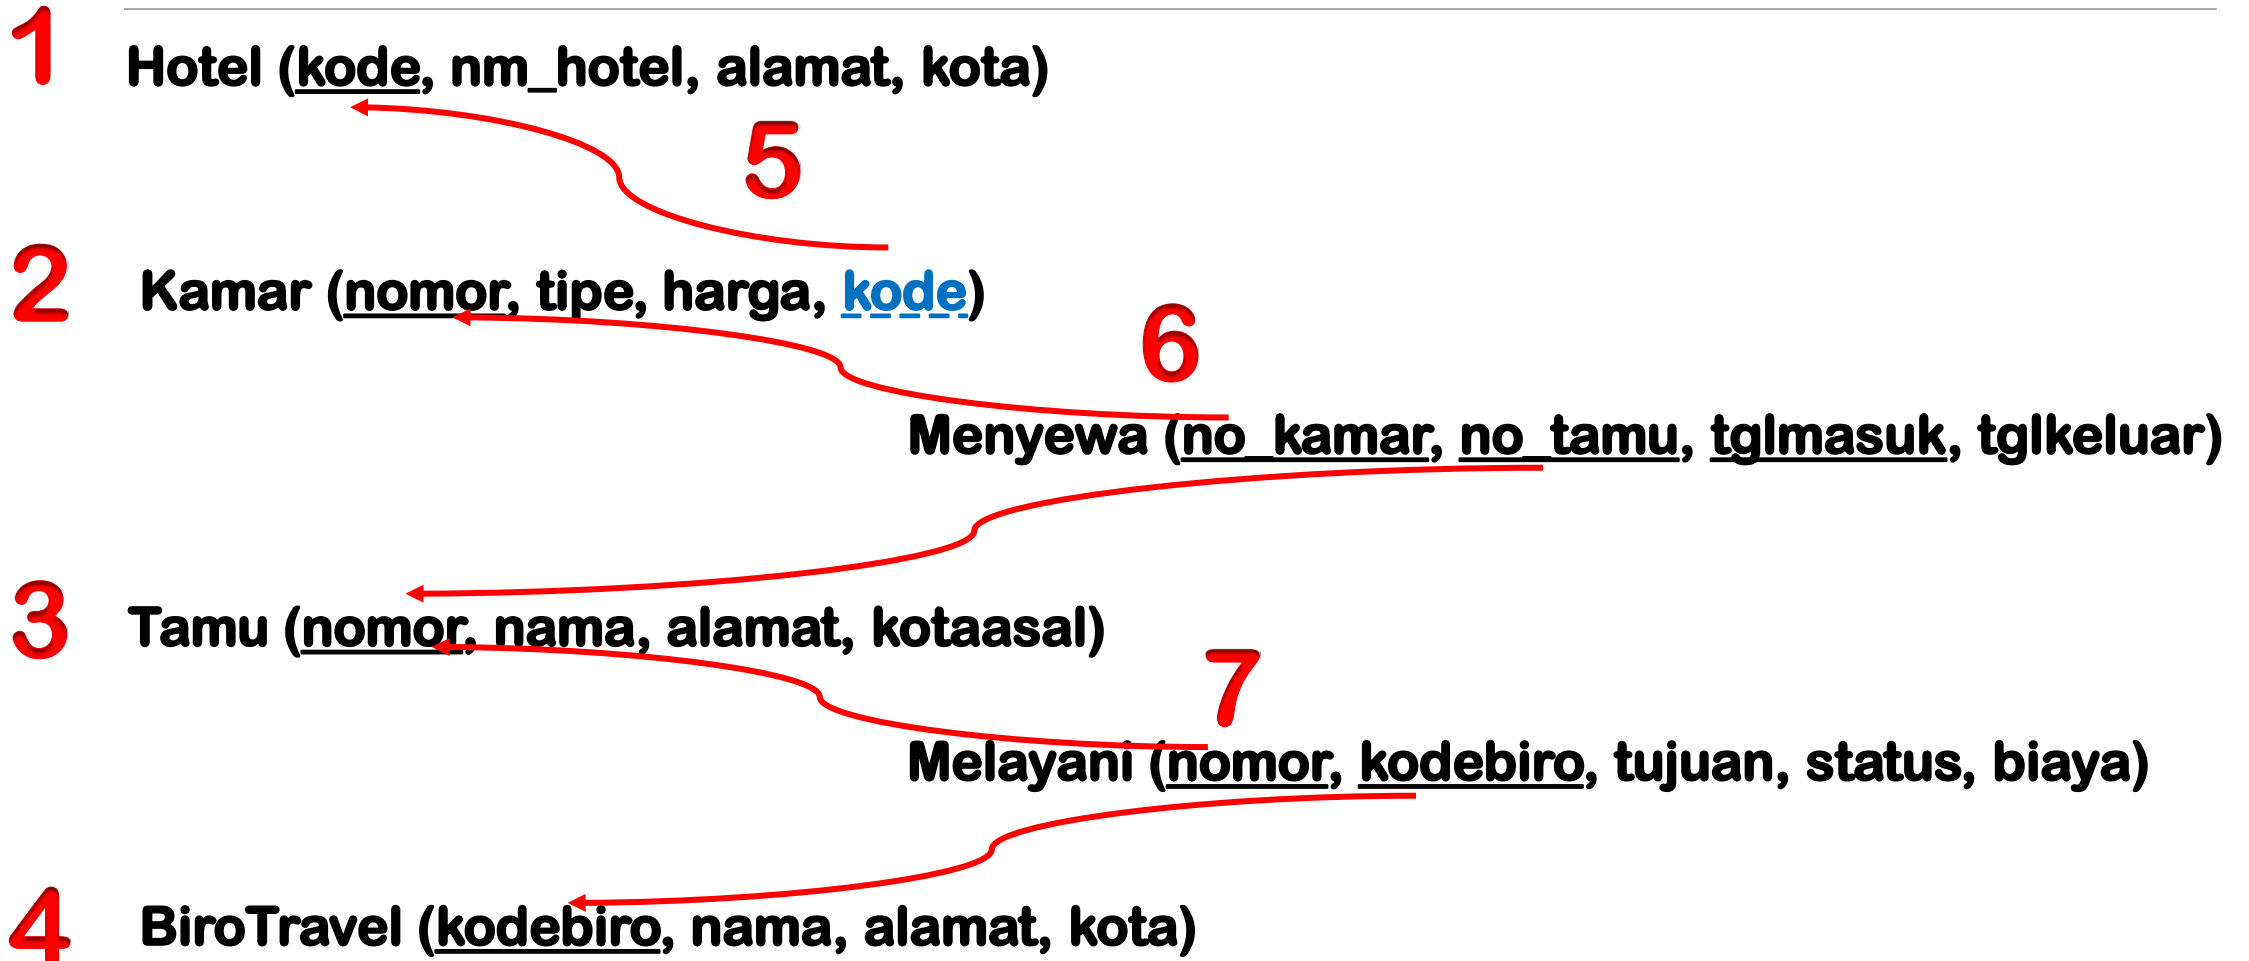 1
Hotel (kode, nm_hotel, alamat, kota)
5
2
Kamar (nomor, tipe, harga, kode)
6
Menyewa (no_kamar, no_tamu, tglmasuk, tglkeluar)
3
Tamu (nomor, nama, alamat, kotaasal)
7
Melayani (nomor, kodebiro, tujuan, status, biaya)
4
BiroTravel (kodebiro, nama, alamat, kota)